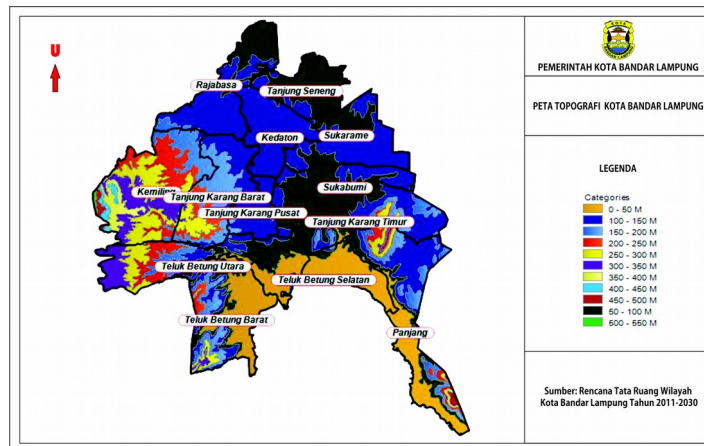 U
Rajabasa
Tanjung Seneng
Kedaton
Sukarame
Kemiling
Tanjung Karang Barat
Sukabumi
Tanjung Karang Pusat
Tanjung Karang Timur
Teluk Betung Utara
Teluk Betung Selatan
Teluk Betung Barat
Panjang
KOTA
BANDAR LAMPUNG
PEMERINTAH KOTA BANDAR LAMPUNG
PETA TOPOGRAFI KOTA BANDAR LAMPUNG
LEGENDA
Categories
0 - 50 M
100 - 150 M
150 - 200 M
200 - 250 M
250 - 300 M
300 - 350 M
350 - 400 M
400 - 450 M
450 - 500 M
50 - 100 M
500 - 550 M
Sumber: Rencana Tata Ruang Wilayah
Kota Bandar Lampung Tahun 2011-2030